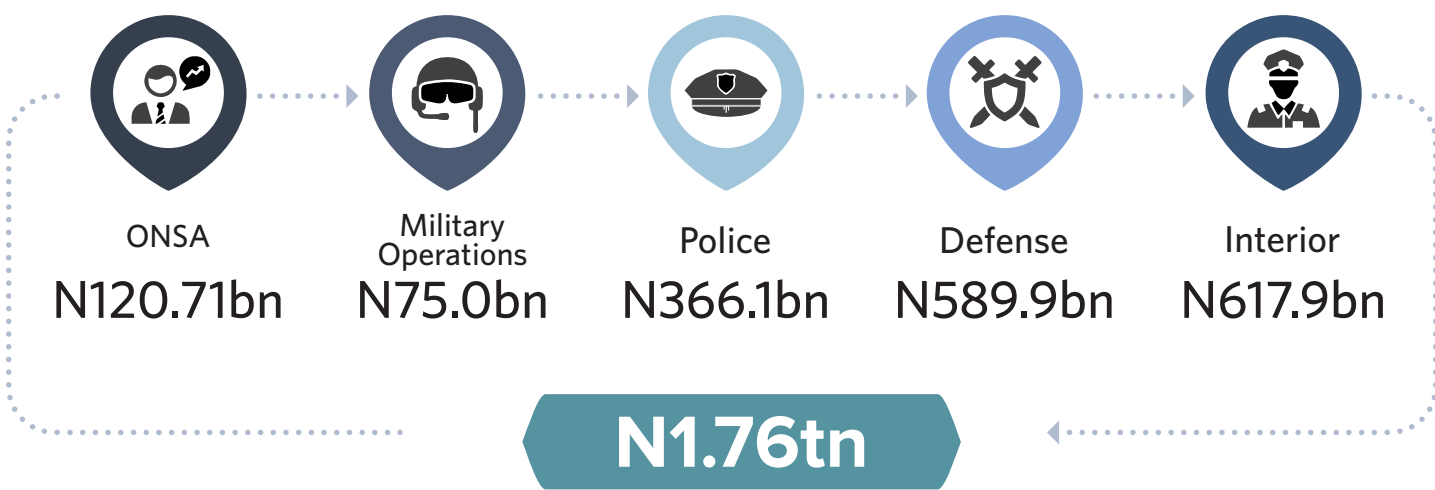 ONSA
N120.71bn
Military
Operations
N75.0bn
Police
N366.1bn
Defense
N589.9bn
Interior
N617.9bn
N1.76tn